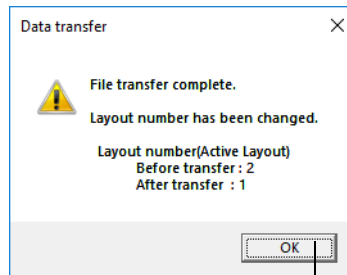 Data transfer
File transfer complete.
Layout number has been changed.
Layout number(Active Layout)
Before transfer : 2
After transfer : 1
OK